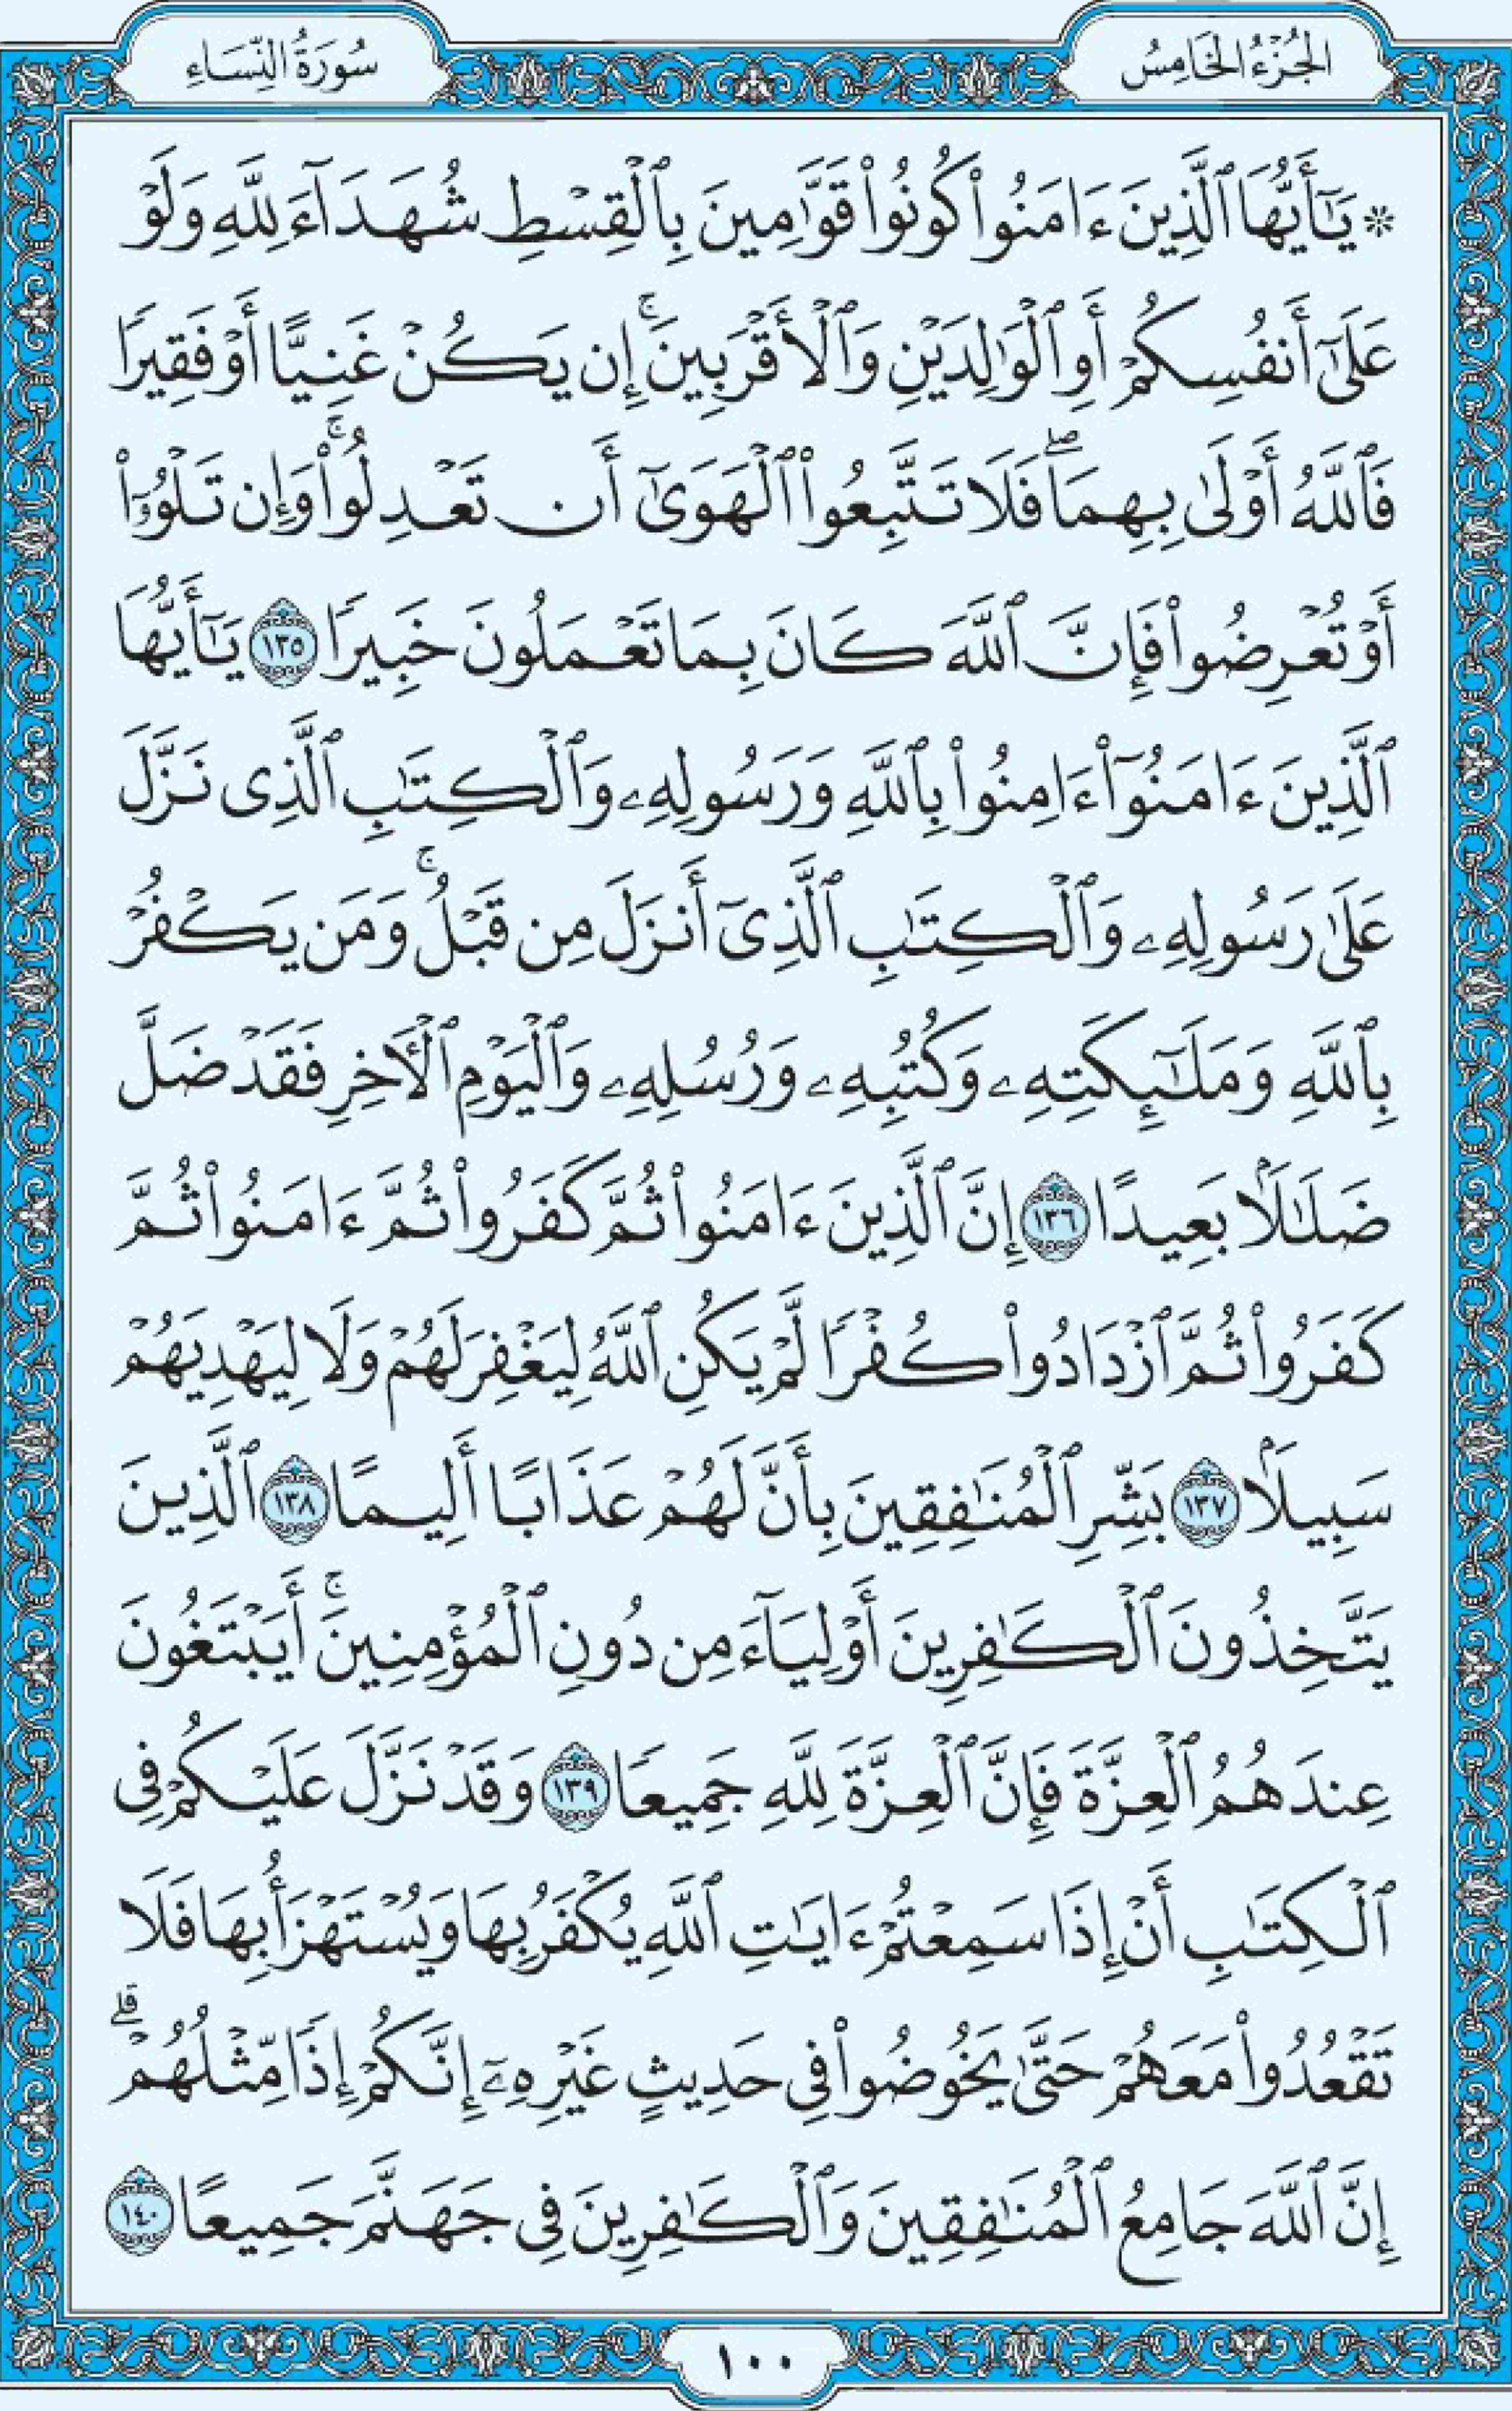 الجُزْءُ الخَامِسُ
سُورَةُ النِّسَاءِ
۞ يَٰٓأَيُّهَا ٱلَّذِينَ ءَامَنُواْ كُونُواْ قَوَّٰمِينَ بِٱلْقِسْطِ شُهَدَآءَ لِلَّهِ وَلَوْ
عَلَىٰٓ أَنفُسِكُمْ أَوِ ٱلْوَٰلِدَيْنِ وَٱلْأَقْرَبِينَۚ إِن يَكُنْ غَنِيًّا أَوْ فَقِيرًا
فَٱللَّهُ أَوْلَىٰ بِهِمَاۖ فَلَا تَتَّبِعُواْ ٱلْهَوَىٰٓ أَن تَعْدِلُواْۚ وَإِن تَلْوُۥٓاْ
أَوْ تُعْرِضُواْ فَإِنَّ ٱللَّهَ كَانَ بِمَا تَعْمَلُونَ خَبِيرًا ١٣٥ يَٰٓأَيُّهَا
ٱلَّذِينَ ءَامَنُوٓاْ ءَامِنُواْ بِٱللَّهِ وَرَسُولِهِۦ وَٱلْكِتَٰبِ ٱلَّذِى نَزَّلَ
عَلَىٰ رَسُولِهِۦ وَٱلْكِتَٰبِ ٱلَّذِىٓ أَنزَلَ مِن قَبْلُۚ وَمَن يَكْفُرْ
بِٱللَّهِ وَمَلَٰٓئِكَتِهِۦ وَكُتُبِهِۦ وَرُسُلِهِۦ وَٱلْيَوْمِ ٱلْأَخِرِ فَقَدْ ضَلَّ
ضَلَٰلًۢا بَعِيدًا ١٣٦ إِنَّ ٱلَّذِينَ ءَامَنُواْ ثُمَّ كَفَرُواْ ثُمَّ ءَامَنُواْ ثُمَّ
كَفَرُواْ ثُمَّ ٱزْدَادُواْ كُفْرًا لَّمْ يَكُنِ ٱللَّهُ لِيَغْفِرَ لَهُمْ وَلَا لِيَهْدِيَهُمْ
سَبِيلًۢا ١٣٧ بَشِّرِ ٱلْمُنَٰفِقِينَ بِأَنَّ لَهُمْ عَذَابًا أَلِيمًا ١٣٨ ٱلَّذِينَ
يَتَّخِذُونَ ٱلْكَٰفِرِينَ أَوْلِيَآءَ مِن دُونِ ٱلْمُؤْمِنِينَۚ أَيَبْتَغُونَ
عِندَهُمُ ٱلْعِزَّةَ فَإِنَّ ٱلْعِزَّةَ لِلَّهِ جَمِيعًا ١٣٩ وَقَدْ نَزَّلَ عَلَيْكُمْ فِى
ٱلْكِتَٰبِ أَنْ إِذَا سَمِعْتُمْ ءَايَٰتِ ٱللَّهِ يُكْفَرُ بِهَا وَيُسْتَهْزَأُ بِهَا فَلَا
تَقْعُدُواْ مَعَهُمْ حَتَّىٰ يَخُوضُواْ فِى حَدِيثٍ غَيْرِهِۦٓ إِنَّكُمْ إِذًا مِّثْلُهُمْۗ
إِنَّ ٱللَّهَ جَامِعُ ٱلْمُنَٰفِقِينَ وَٱلْكَٰفِرِينَ فِى جَهَنَّمَ جَمِيعًا ١٤٠
١٠٠